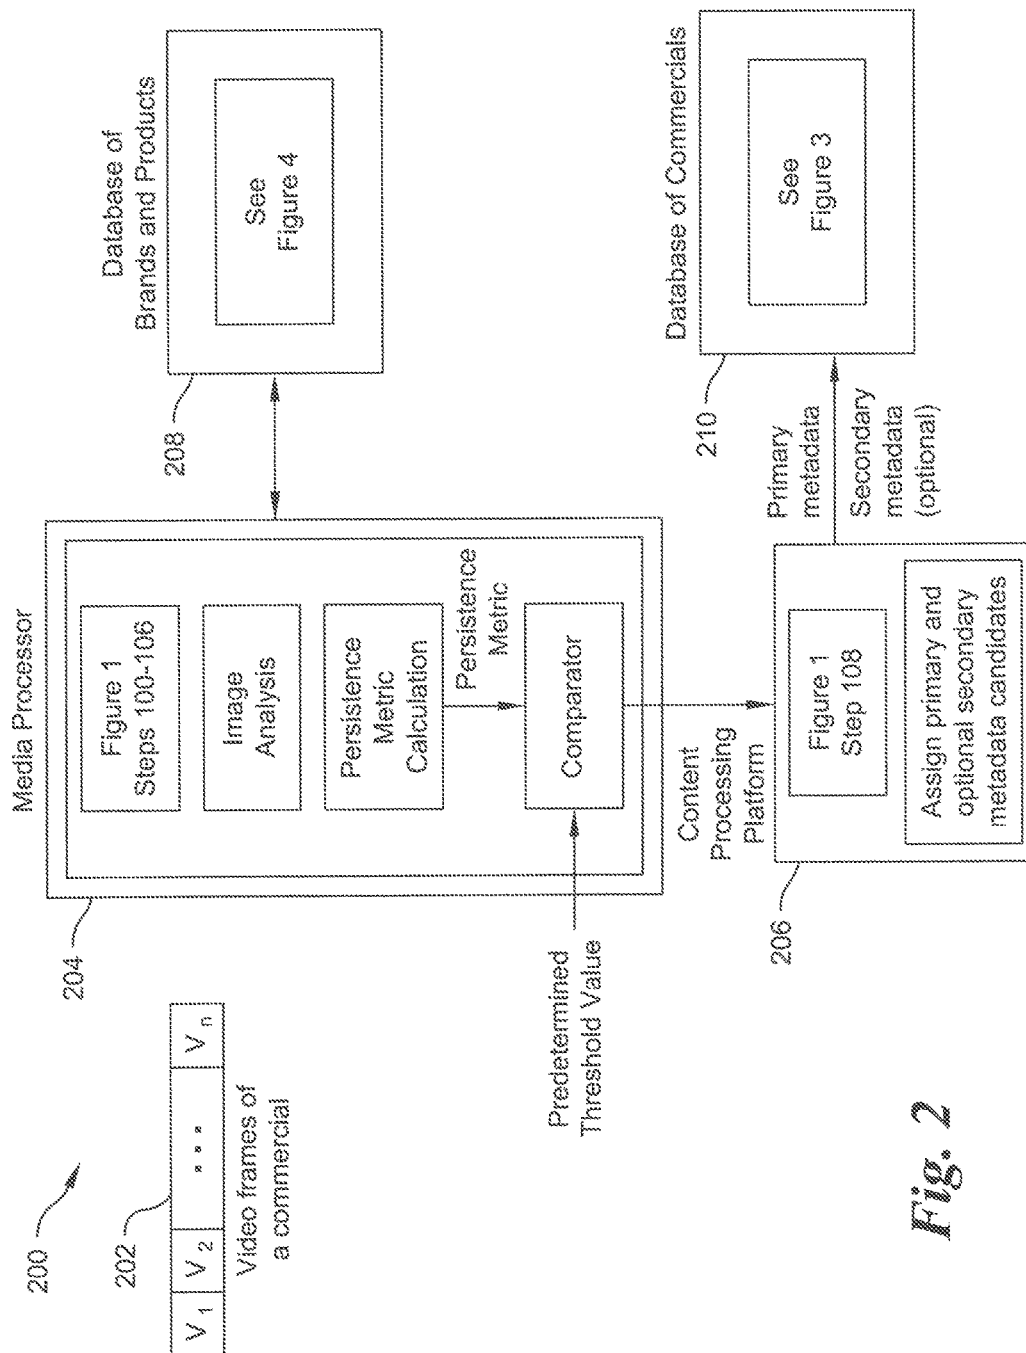 200
202
V1
V2
...
Vn
Video frames of
a commercial
204
Media Processor
Figure 1
Steps 100-106
Image
Analysis
Persistence
Metric
Calculation
Persistence
Metric
Comparator
Predetermined
Threshold Value
208
Database of
Brands and Products
See
Figure 4
Content
Processing
Platform
206
Figure 1
Step 108
Assign primary and
optional secondary
metadata candidates
Primary
metadata
Secondary
metadata
(optional)
210
Database of Commercials
See
Figure 3
Fig. 2